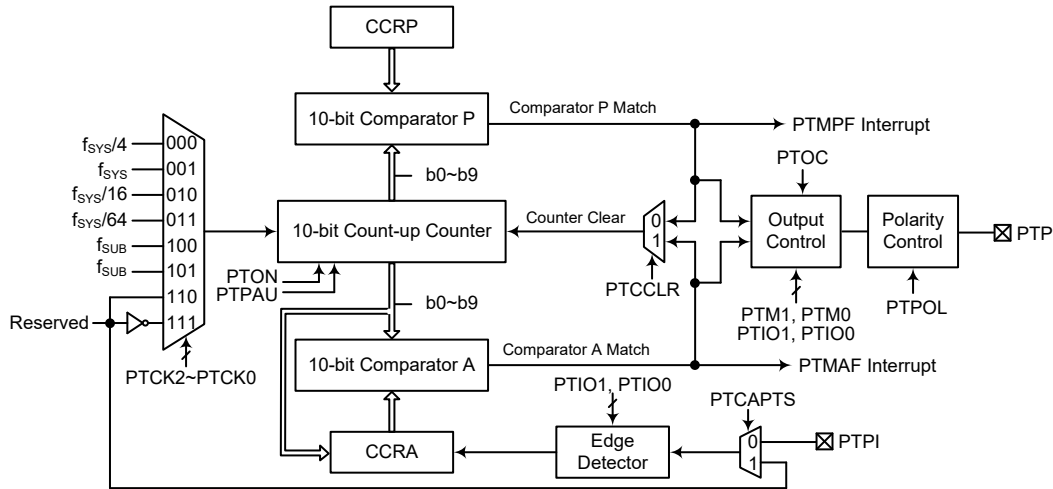 CCRP
10-bit Comparator P
Comparator P Match
PTMPF Interrupt
b0~b9
PTOC
fSYS/4
000
fSYS
001
fSYS/16
010
fSYS/64
011
fSUB
100
fSUB
101
110
Reserved
111
PTCK2~PTCK0
10-bit Count-up Counter
PTON
PTPAU
Counter Clear
0
1
PTCCLR
Output
Control
Polarity
Control
PTP
PTM1, PTM0
PTIO1, PTIO0
PTPOL
b0~b9
10-bit Comparator A
Comparator A Match
PTMAF Interrupt
PTIO1, PTIO0
PTCAPTS
CCRA
Edge
Detector
0
1
PTPI